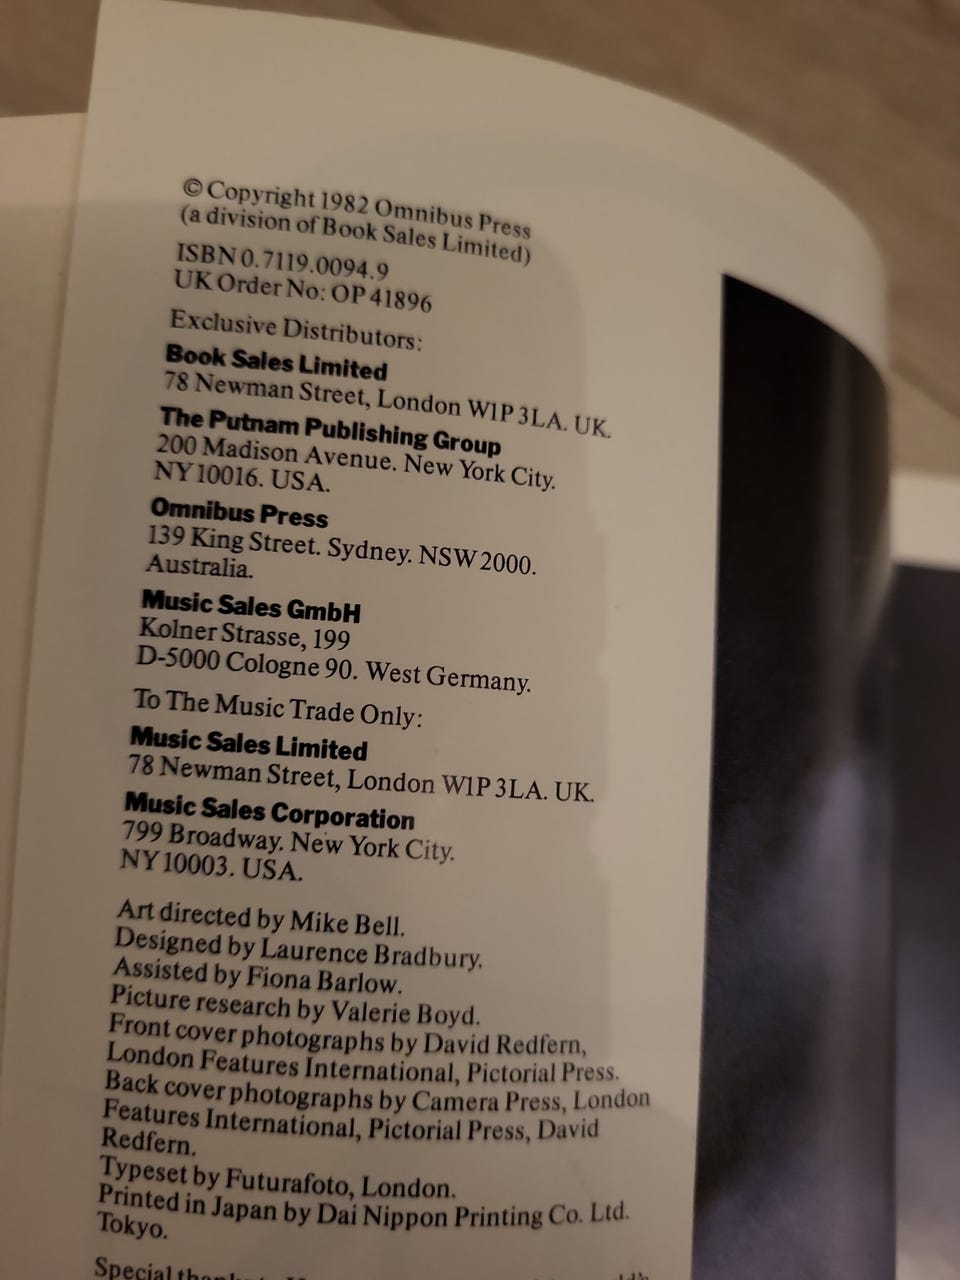 © Copyright 1982 Omnibus Press
(a division of Book Sales Limited)
ISBN 0.7119.0094.9
UK Order No: OP 41896
Exclusive Distributors:
Book Sales Limited
78 Newman Street, London W1P 3LA. UK.
The Putnam Publishing Group
200 Madison Avenue. New York City.
NY 10016. USA.
Omnibus Press
139 King Street. Sydney. NSW 2000.
Australia.
Music Sales GmbH
Kolner Strasse, 199
D-5000 Cologne 90. West Germany.
To The Music Trade Only:
Music Sales Limited
78 Newman Street, London W1P 3LA. UK.
Music Sales Corporation
799 Broadway. New York City.
NY 10003. USA.
Art directed by Mike Bell.
Designed by Laurence Bradbury.
Assisted by Fiona Barlow.
Picture research by Valerie Boyd.
Front cover photographs by David Redfern,
London Features International, Pictorial Press.
Back cover photographs by Camera Press, London
Features International, Pictorial Press, David
Redfern.
Typeset by Futurafoto, London.
Printed in Japan by Dai Nippon Printing Co. Ltd.
Tokyo.
Special